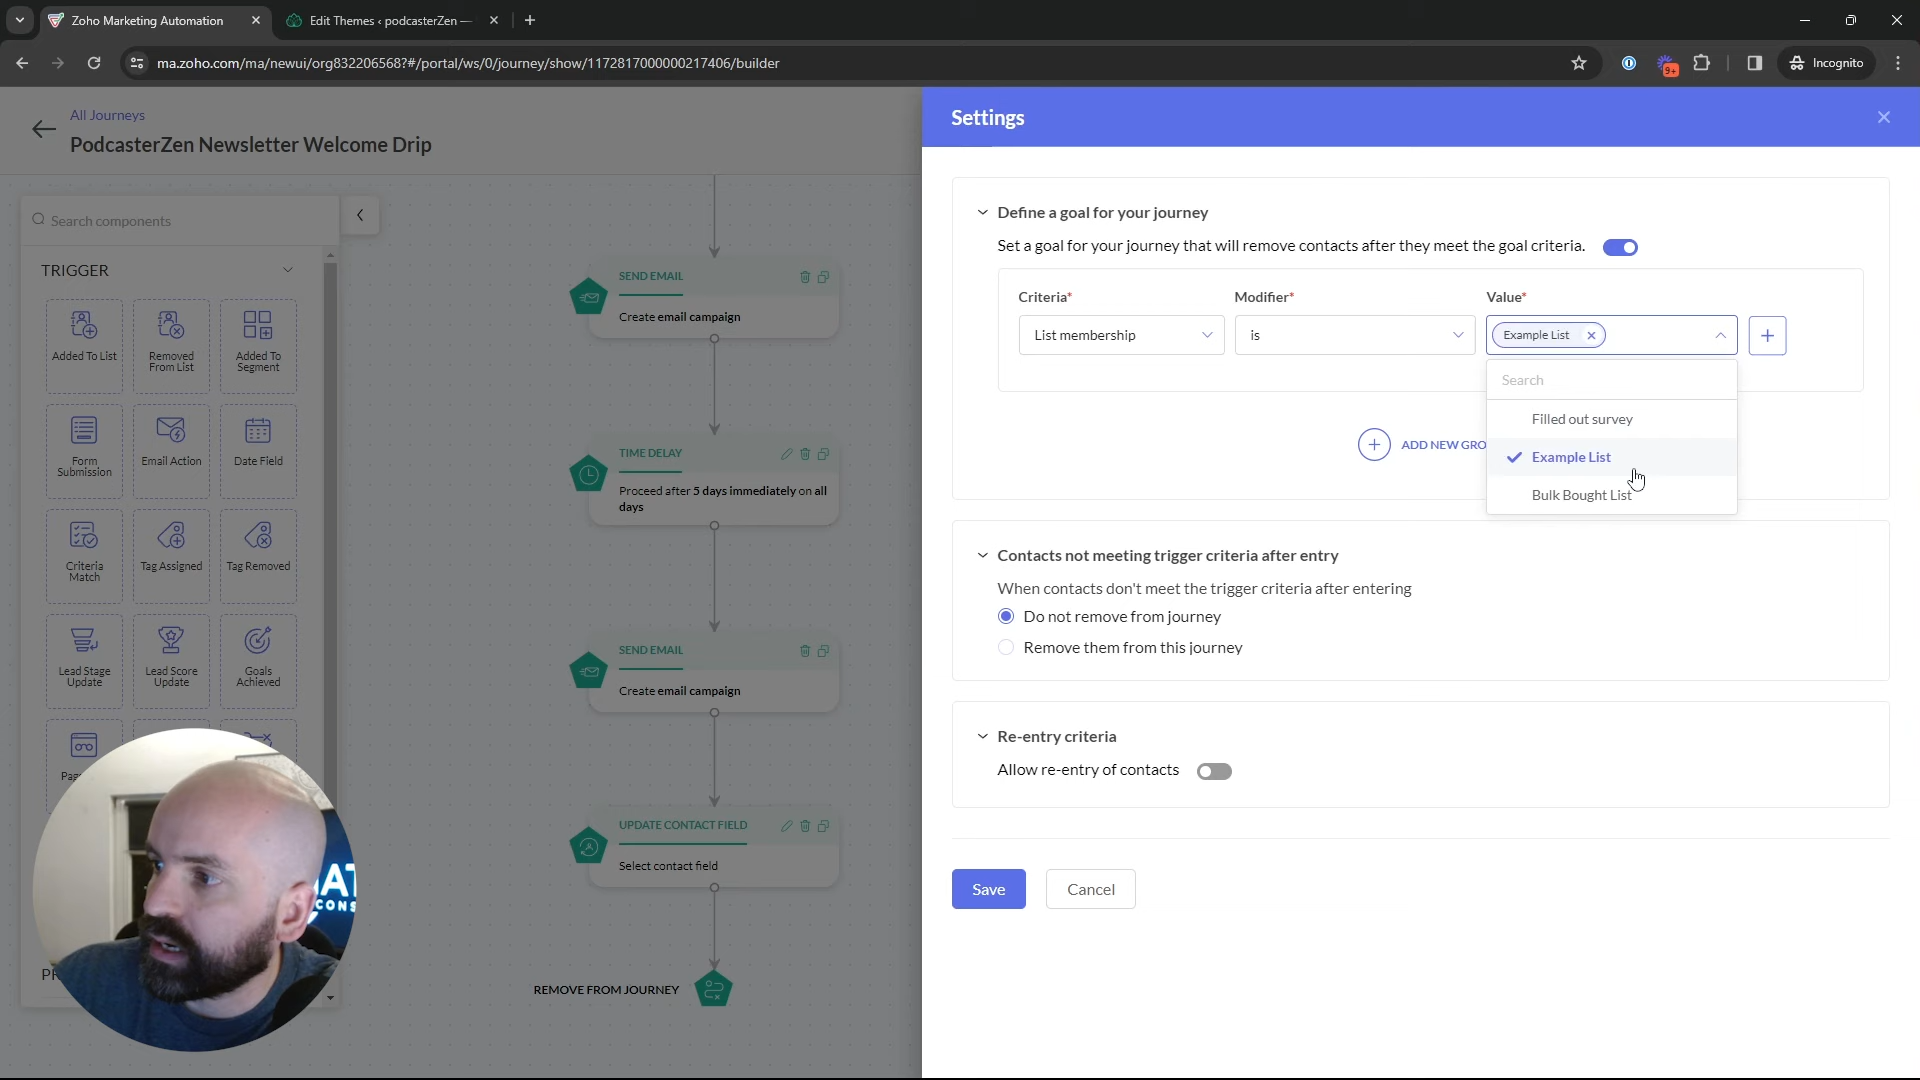 Zoho Marketing Automation
Edit Themes ‹ podcasterZen —
ma.zoho.com/ma/newui/org832206568?#/portal/ws/0/journey/show/1172817000000217406/builder
9+
Incognito
All Journeys
PodcasterZen Newsletter Welcome Drip
Search components
TRIGGER
Added To List
Removed From List
Added To Segment
Form Submission
Email Action
Date Field
Criteria Match
Tag Assigned
Tag Removed
Lead Stage Update
Lead Score Update
Goals Achieved
SEND EMAIL
Create email campaign
TIME DELAY
Proceed after 5 days immediately on all
days
SEND EMAIL
Create email campaign
UPDATE CONTACT FIELD
Select contact field
REMOVE FROM JOURNEY
Settings
Define a goal for your journey
Set a goal for your journey that will remove contacts after they meet the goal criteria.
Criteria*
Modifier*
Value*
List membership
is
Example List
Search
Filled out survey
Example List
Bulk Bought List
ADD NEW GRO
Contacts not meeting trigger criteria after entry
When contacts don't meet the trigger criteria after entering
Do not remove from journey
Remove them from this journey
Re-entry criteria
Allow re-entry of contacts
Save
Cancel